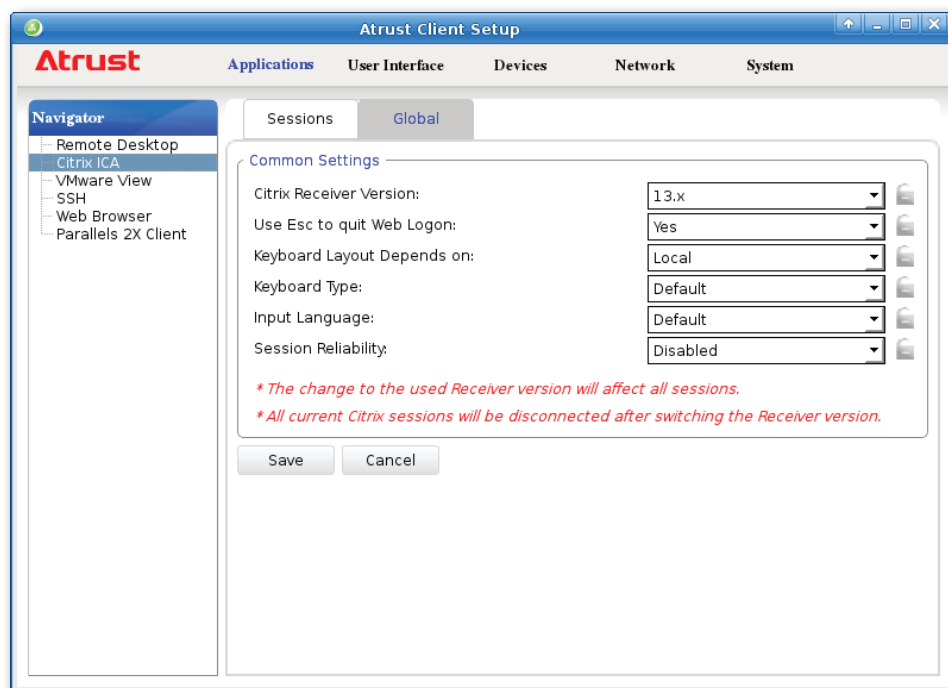 Atrust Client Setup
Atrust
Applications User Interface Devices Network System
Navigator
Remote Desktop
Citrix ICA
VMware View
SSH
Web Browser
Parallels 2X Client
Sessions Global
Common Settings
Citrix Receiver Version: 13.x
Use Esc to quit Web Logon: Yes
Keyboard Layout Depends on: Local
Keyboard Type: Default
Input Language: Default
Session Reliability: Disabled
* The change to the used Receiver version will affect all sessions.
* All current Citrix sessions will be disconnected after switching the Receiver version.
Save Cancel